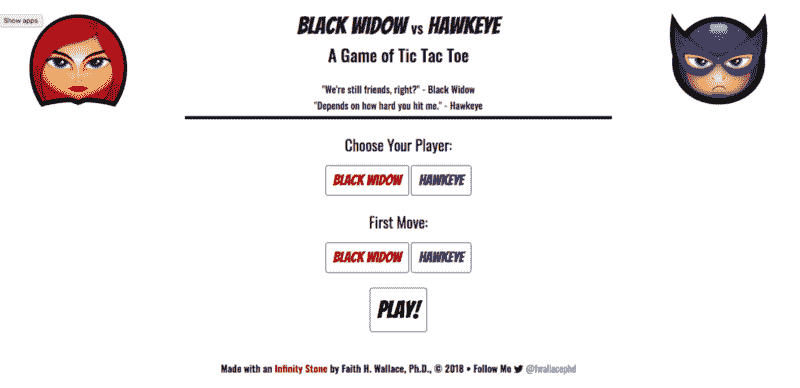 Show apps
BLACK WIDOW vs HAWKEYE
A Game of Tic Tac Toe
"We're still friends, right?" - Black Widow
"Depends on how hard you hit me." - Hawkeye
Choose Your Player:
BLACK WIDOW HAWKEYE
First Move:
BLACK WIDOW HAWKEYE
PLAY!
Made with an Infinity Stone by Faith H. Wallace, Ph.D., © 2018 • Follow Me @fwallacephd